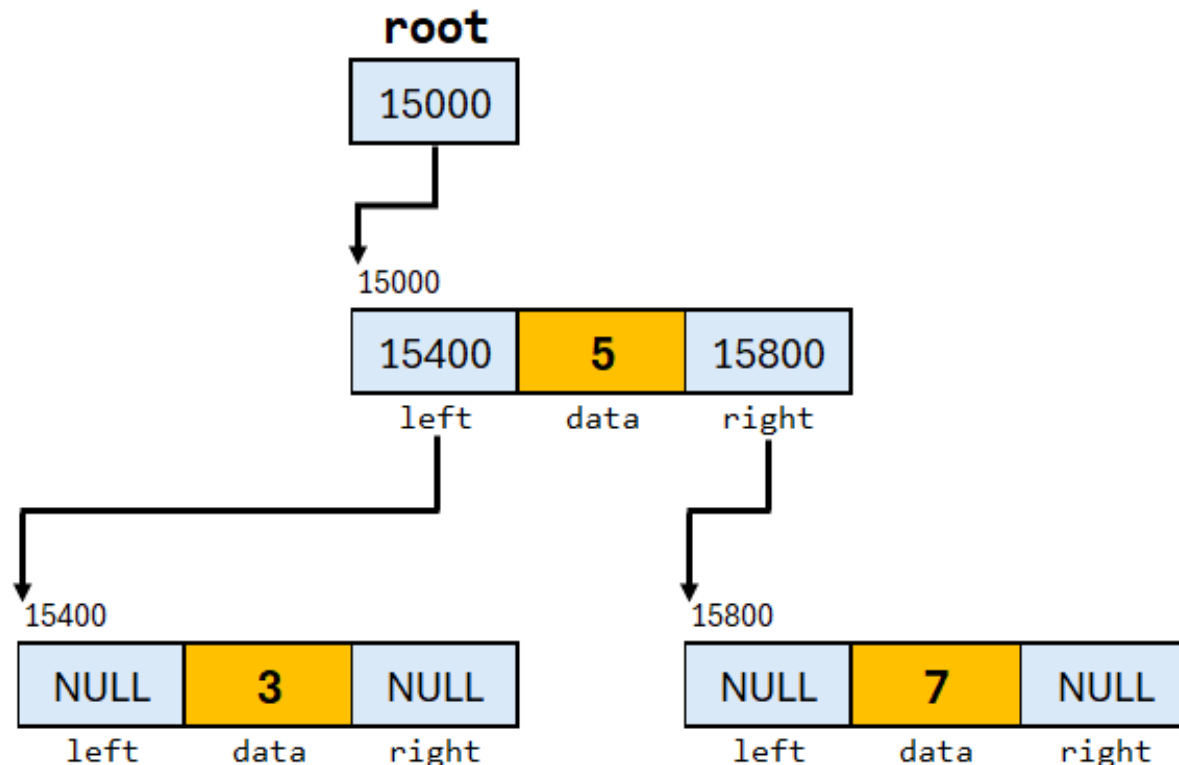 root
15000
15000
15400 5 15800
left data right
15400 15800
NULL 3 NULL NULL 7 NULL
left data right left data right